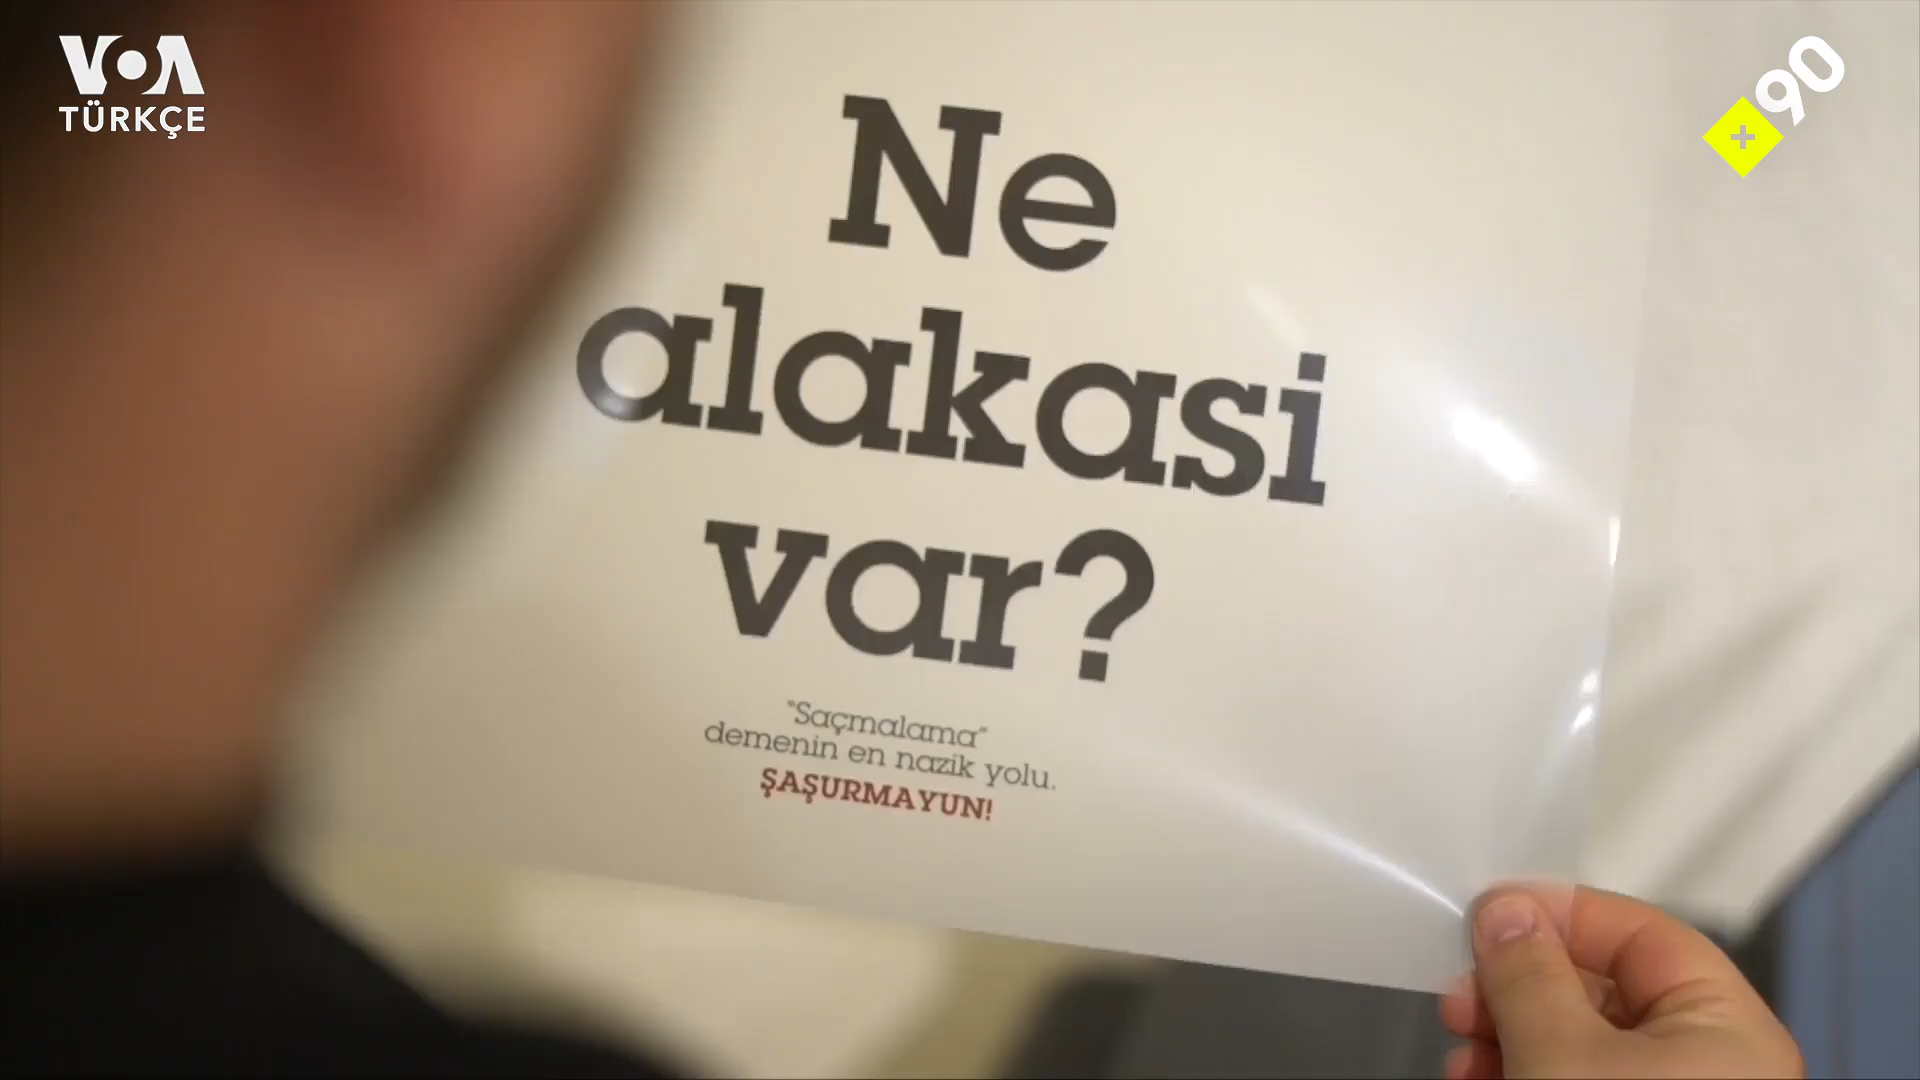 VOA
TÜRKÇE
+90
Ne
alakasi
var?
"Saçmalama"
demenin en nazik yolu.
ŞAŞURMAYUN!